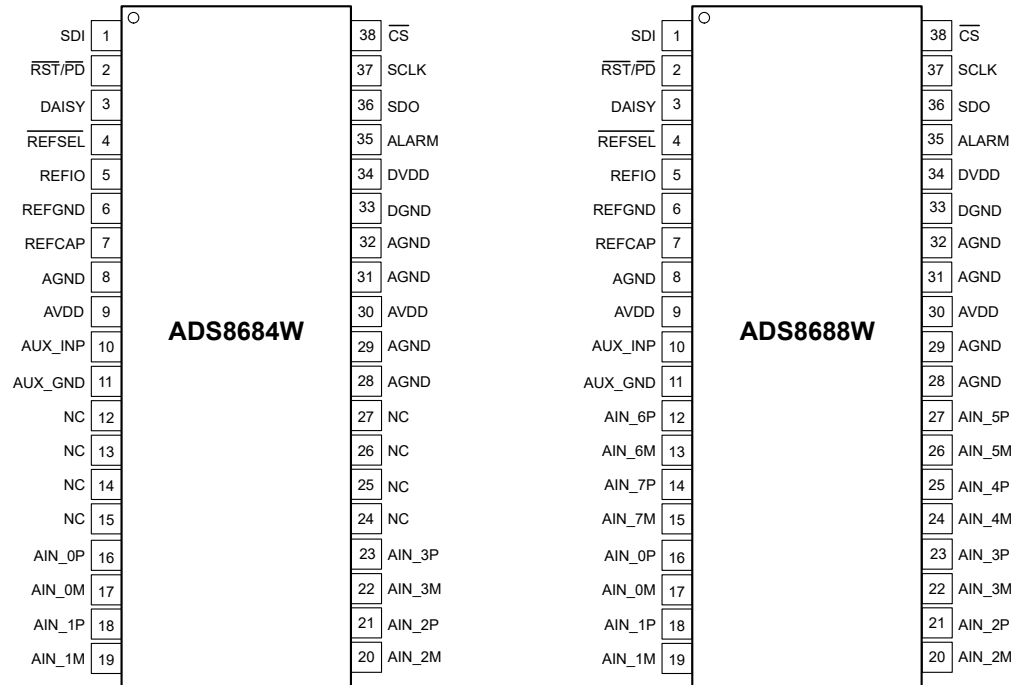 SDI 1 38 CS
RST/PD 2 37 SCLK
DAISY 3 36 SDO
REFSEL 4 35 ALARM
REFIO 5 34 DVDD
REFGND 6 33 DGND
REFCAP 7 32 AGND
AGND 8 31 AGND
AVDD 9 30 AVDD
ADS8684W
AUX_INP 10 29 AGND
AUX_GND 11 28 AGND
NC 12 27 NC
NC 13 26 NC
NC 14 25 NC
NC 15 24 NC
AIN_0P 16 23 AIN_3P
AIN_0M 17 22 AIN_3M
AIN_1P 18 21 AIN_2P
AIN_1M 19 20 AIN_2M
SDI 1 38 CS
RST/PD 2 37 SCLK
DAISY 3 36 SDO
REFSEL 4 35 ALARM
REFIO 5 34 DVDD
REFGND 6 33 DGND
REFCAP 7 32 AGND
AGND 8 31 AGND
AVDD 9 30 AVDD
ADS8688W
AUX_INP 10 29 AGND
AUX_GND 11 28 AGND
AIN_6P 12 27 AIN_5P
AIN_6M 13 26 AIN_5M
AIN_7P 14 25 AIN_4P
AIN_7M 15 24 AIN_4M
AIN_0P 16 23 AIN_3P
AIN_0M 17 22 AIN_3M
AIN_1P 18 21 AIN_2P
AIN_1M 19 20 AIN_2M